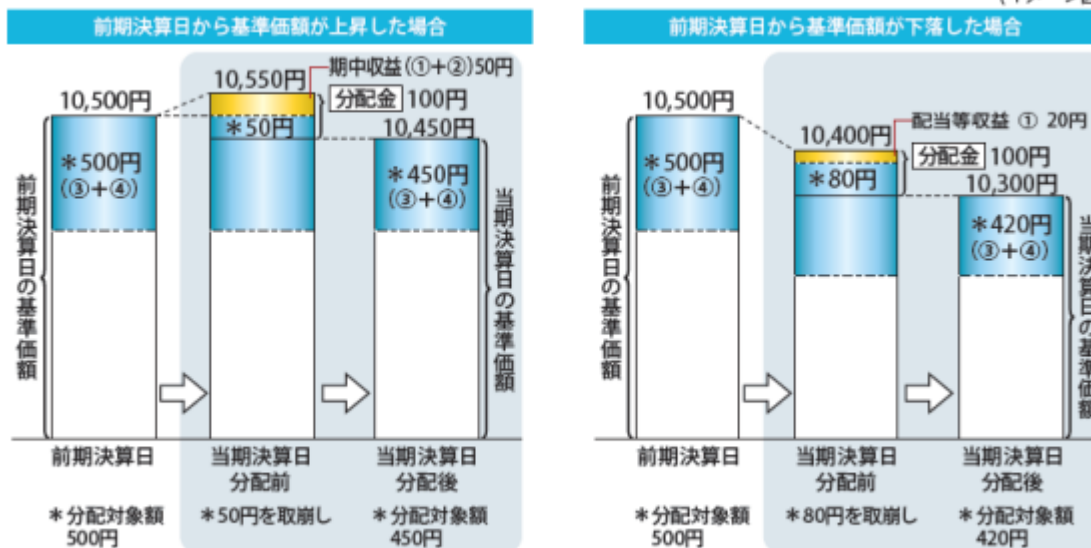 前期決算日から基準価額が上昇した場合
期中収益(①+②)50円
10,550円
分配金 100円
10,500円
*50円
10,450円
*500円
(③+④)
*450円
(③+④)
前期決算日の基準価額
当期決算日の基準価額
前期決算日
当期決算日
分配前
当期決算日
分配後
*分配対象額
500円
*50円を取崩し
*分配対象額
450円
前期決算日から基準価額が下落した場合
10,500円
配当等収益 ① 20円
10,400円
分配金 100円
*500円
(③+④)
*80円
10,300円
*420円
(③+④)
前期決算日の基準価額
当期決算日の基準価額
前期決算日
当期決算日
分配前
当期決算日
分配後
*分配対象額
500円
*80円を取崩し
*分配対象額
420円